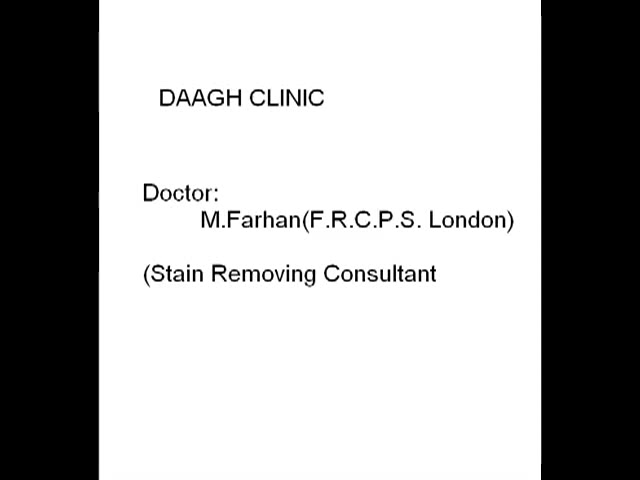 DAAGH CLINIC
Doctor:
M.Farhan(F.R.C.P.S. London)
(Stain Removing Consultant